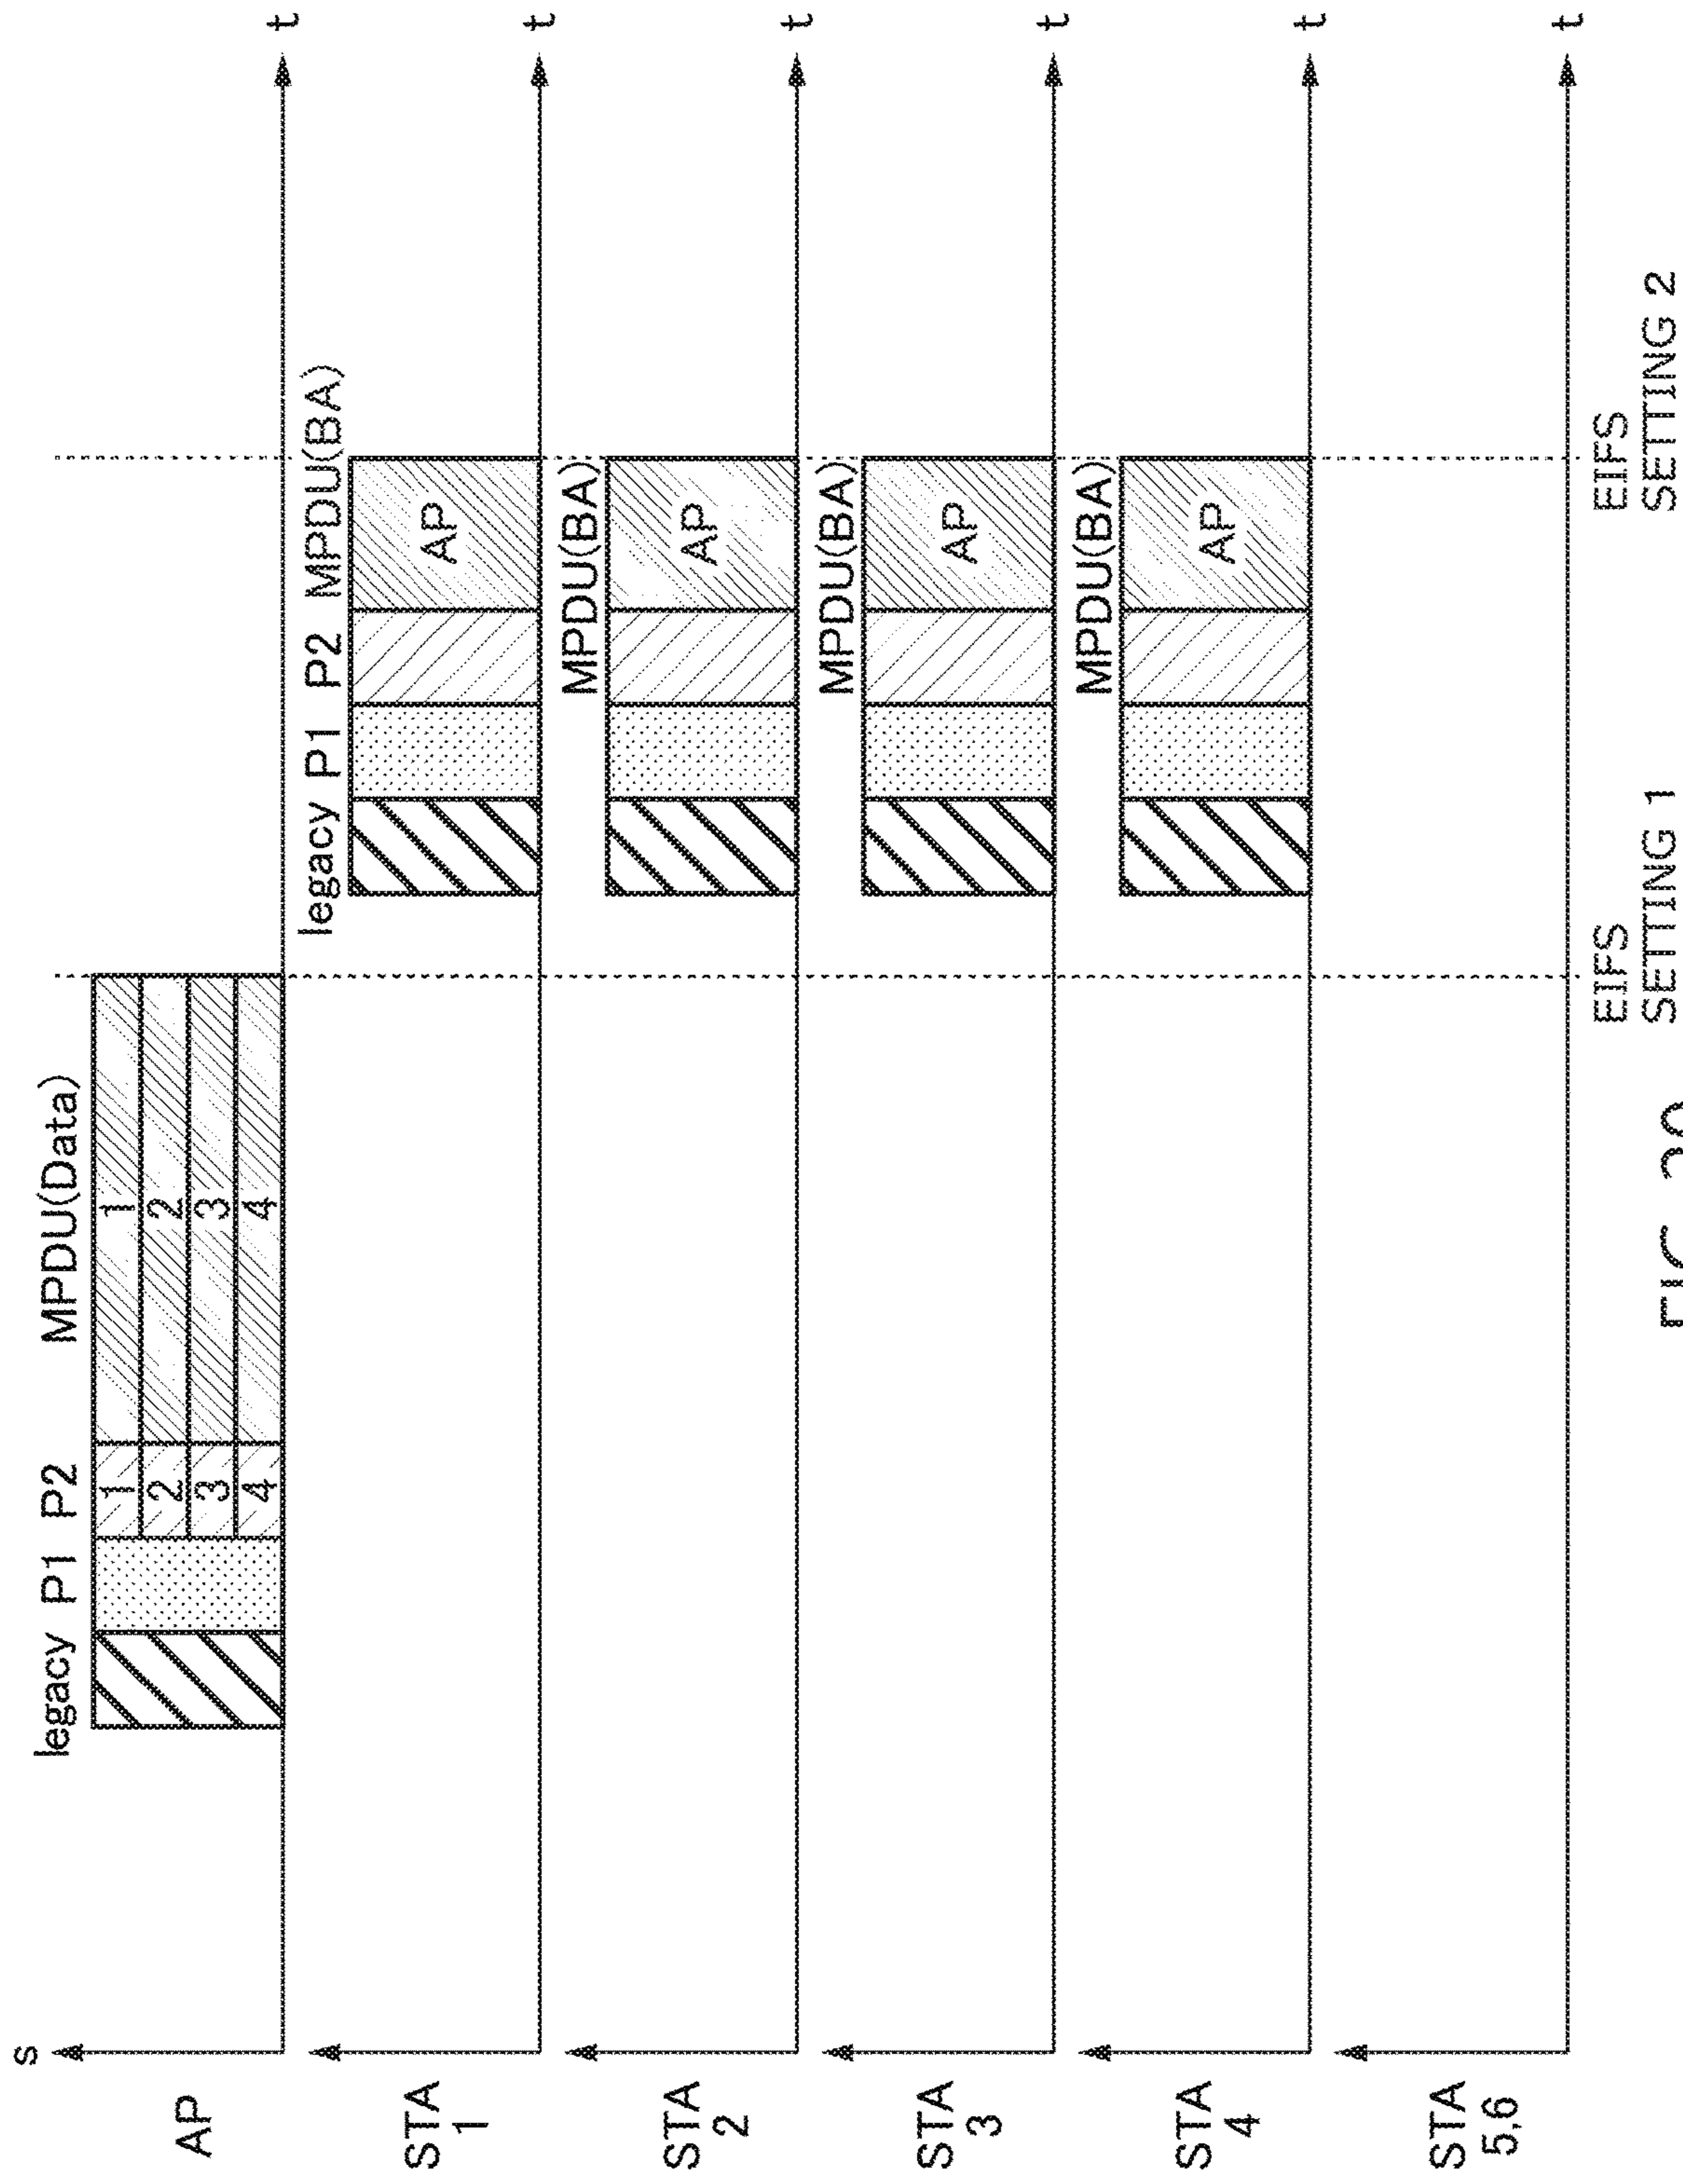 s
AP
legacy P1 P2 MPDU(Data)
1 1
2 2
3 3
4 4
t
STA
1
legacy P1 P2 MPDU(BA)
AP
t
STA
2
MPDU(BA)
AP
t
STA
3
MPDU(BA)
AP
t
STA
4
MPDU(BA)
AP
t
STA
5,6
t
EIFS
SETTING 1
EIFS
SETTING 2